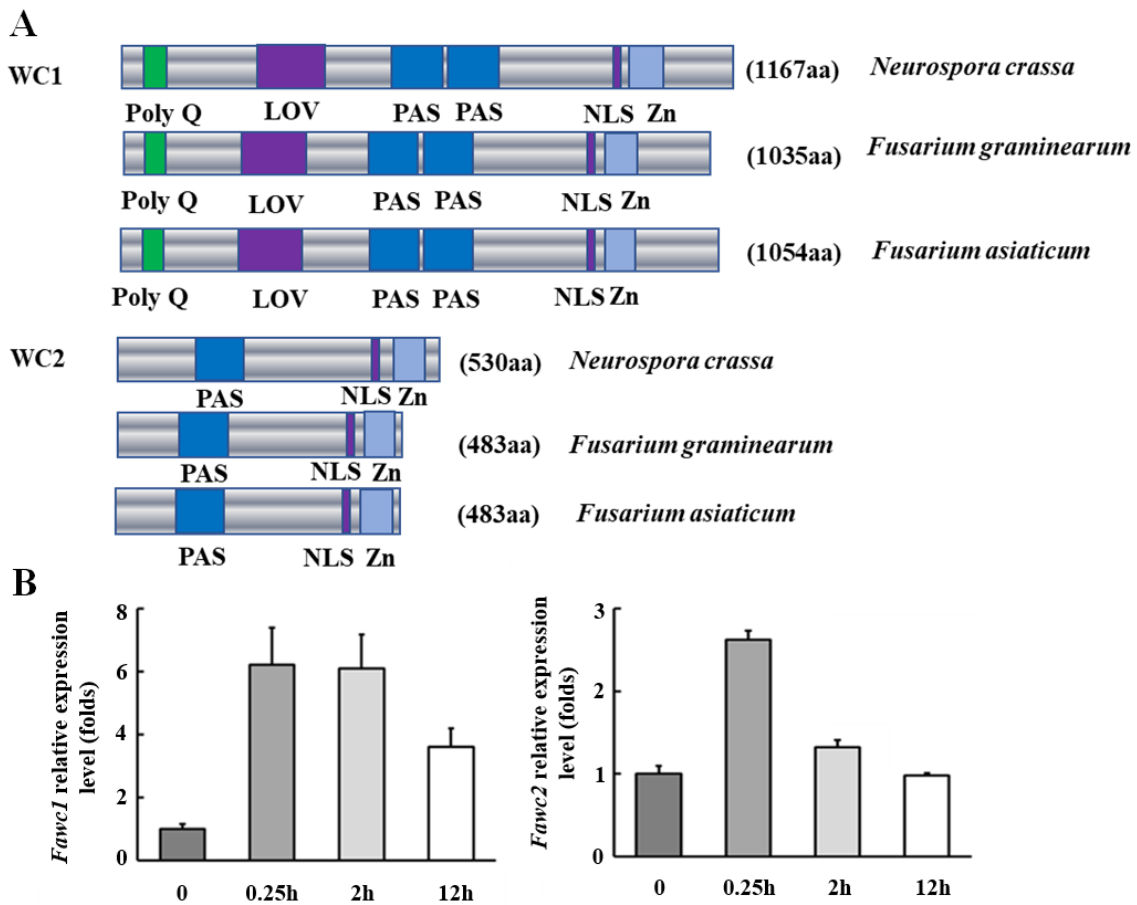 A
WC1
(1167aa) Neurospora crassa
Poly Q LOV PAS PAS NLS Zn
(1035aa) Fusarium graminearum
Poly Q LOV PAS PAS NLS Zn
(1054aa) Fusarium asiaticum
Poly Q LOV PAS PAS NLS Zn
WC2
(530aa) Neurospora crassa
PAS NLS Zn
(483aa) Fusarium graminearum
PAS NLS Zn
(483aa) Fusarium asiaticum
PAS NLS Zn
B
Fawc1 relative expression
level (folds)
8
6
4
2
0
0 0.25h 2h 12h
Fawc2 relative expression
level (folds)
3
2
1
0
0 0.25h 2h 12h